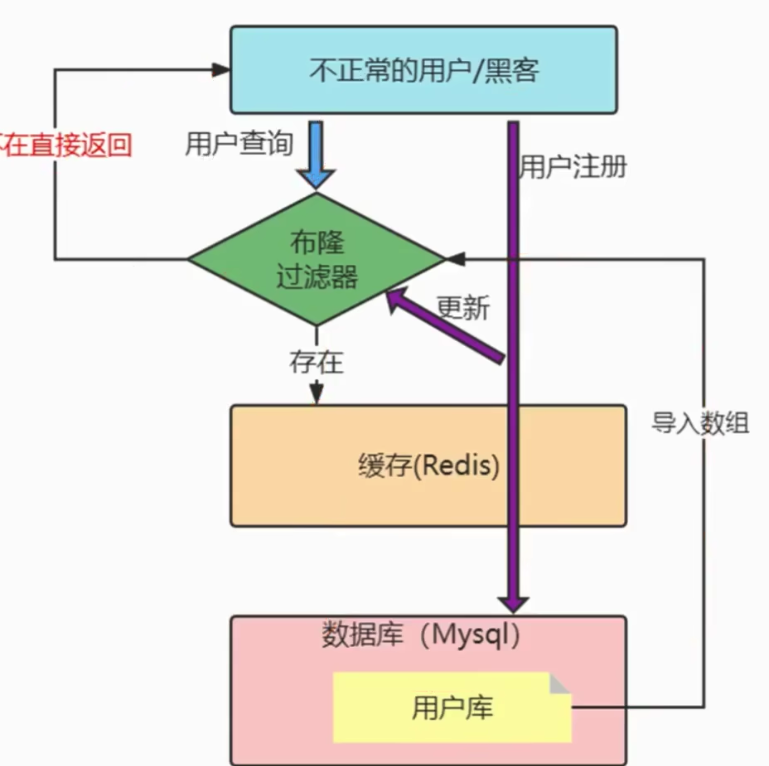 不正常的用户/黑客
用户查询
在直接返回
用户注册
布隆
过滤器
更新
存在
导入数组
缓存(Redis)
数据库（Mysql）
用户库